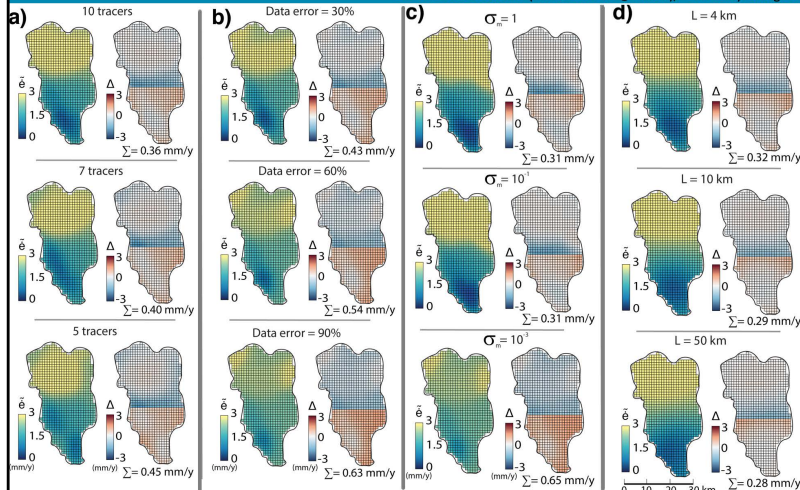 a)
10 tracers
ẽ
3
1.5
0
Δ
3
0
-3
∑= 0.36 mm/y
7 tracers
ẽ
3
1.5
0
Δ
3
0
-3
∑= 0.40 mm/y
5 tracers
ẽ
3
1.5
0
(mm/y)
Δ
3
0
-3
(mm/y)
∑= 0.45 mm/y
b)
Data error = 30%
ẽ
3
1.5
0
Δ
3
0
-3
∑= 0.43 mm/y
Data error = 60%
ẽ
3
1.5
0
Δ
3
0
-3
∑= 0.54 mm/y
Data error = 90%
ẽ
3
1.5
0
(mm/y)
Δ
3
0
-3
(mm/y)
∑= 0.63 mm/y
c)
σm = 1
ẽ
3
1.5
0
Δ
3
0
-3
∑= 0.31 mm/y
σm = 10-1
ẽ
3
1.5
0
Δ
3
0
-3
∑= 0.31 mm/y
σm = 10-3
ẽ
3
1.5
0
(mm/y)
Δ
3
0
-3
(mm/y)
∑= 0.65 mm/y
d)
L = 4 km
ẽ
3
1.5
0
Δ
3
0
-3
∑= 0.32 mm/y
L = 10 km
ẽ
3
1.5
0
Δ
3
0
-3
∑= 0.29 mm/y
L = 50 km
ẽ
3
1.5
0
Δ
3
0
-3
∑= 0.28 mm/y
0 10 20 30 km